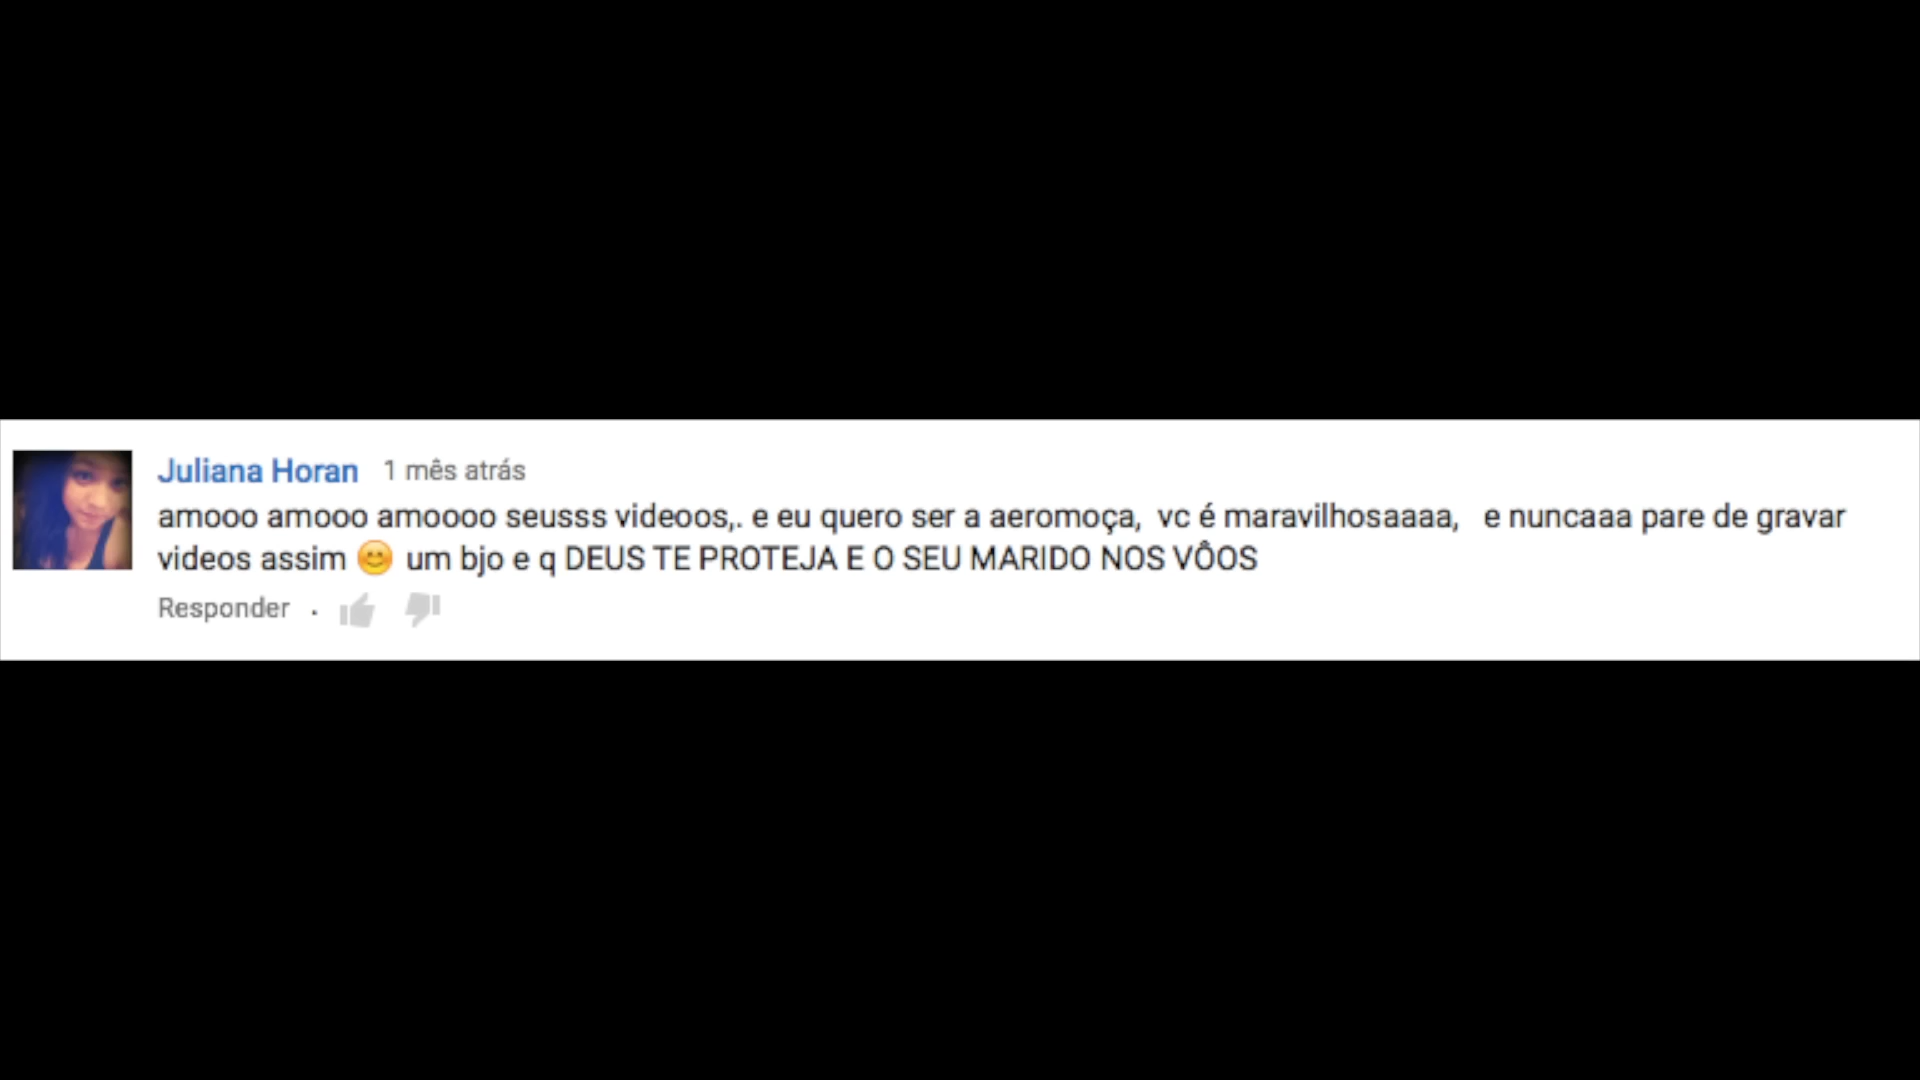 Juliana Horan 1 mês atrás
amooo amooo amoooo seusss videoos,. e eu quero ser a aeromoça, vc é maravilhosaaaa, e nuncaaa pare de gravar
videos assim 😊 um bjo e q DEUS TE PROTEJA E O SEU MARIDO NOS VÔOS
Responder .